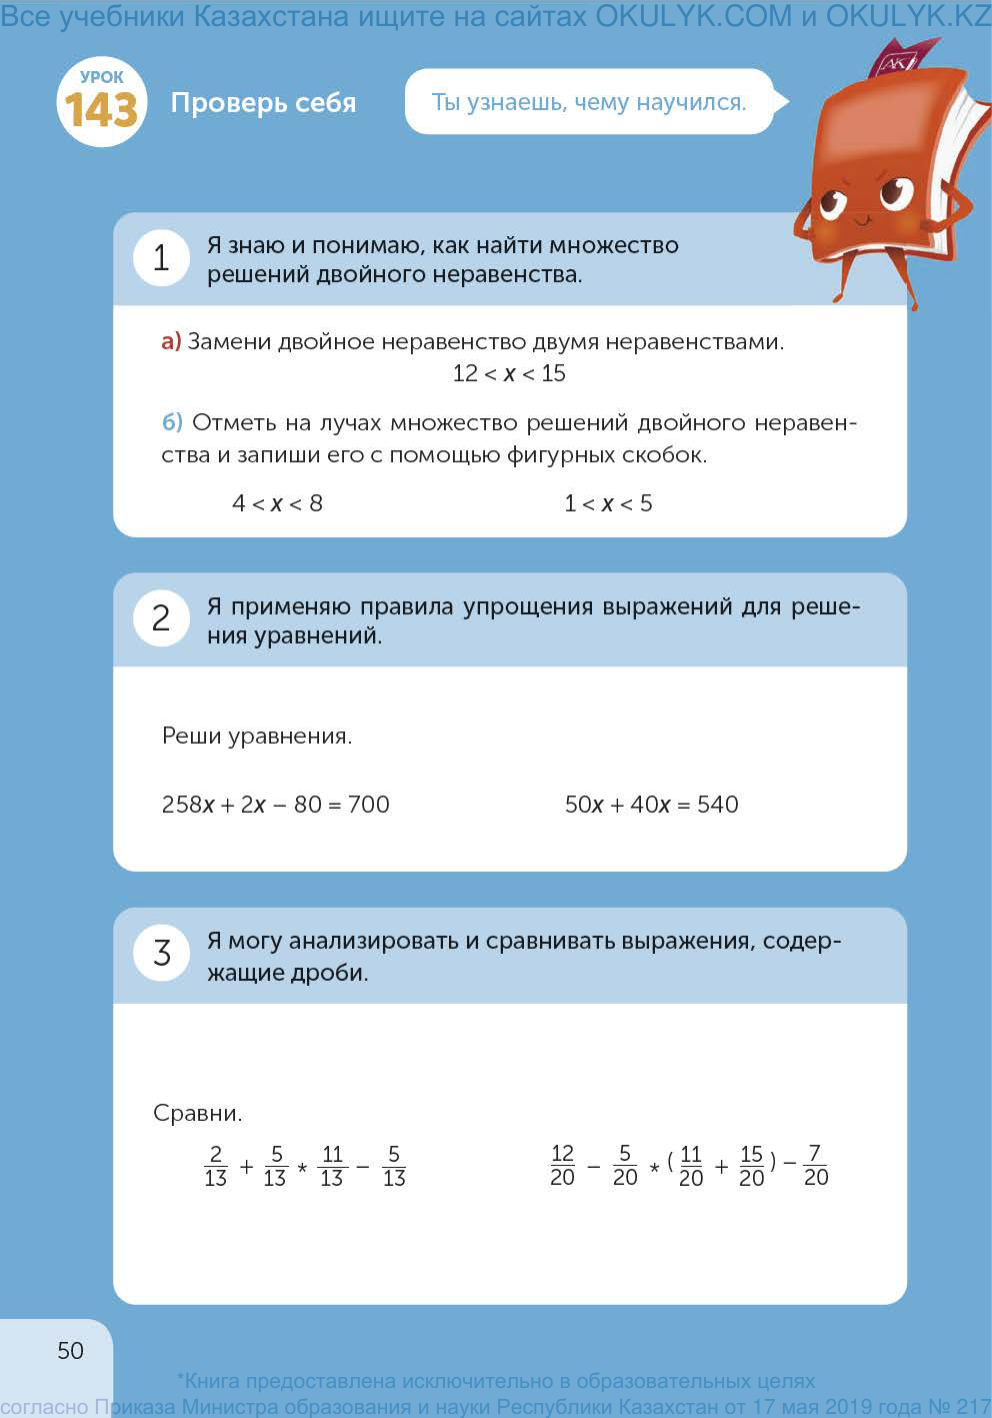 Все учебники Казахстана ищите на сайтах OKULYK.COM и OKULYK.KZ
УРОК
143
Проверь себя
Ты узнаешь, чему научился.
АК
1
Я знаю и понимаю, как найти множество
решений двойного неравенства.
а) Замени двойное неравенство двумя неравенствами.
12 < x < 15
б) Отметь на лучах множество решений двойного неравен-
ства и запиши его с помощью фигурных скобок.
4 < x < 8 1 < x < 5
2
Я применяю правила упрощения выражений для реше-
ния уравнений.
Реши уравнения.
258x + 2x – 80 = 700 50x + 40x = 540
3
Я могу анализировать и сравнивать выражения, содер-
жащие дроби.
Сравни.
2/13 + 5/13 * 11/13 – 5/13 12/20 – 5/20 * (11/20 + 15/20) – 7/20
50
*Книга предоставлена исключительно в образовательных целях
согласно Приказа Министра образования и науки Республики Казахстан от 17 мая 2019 года № 217